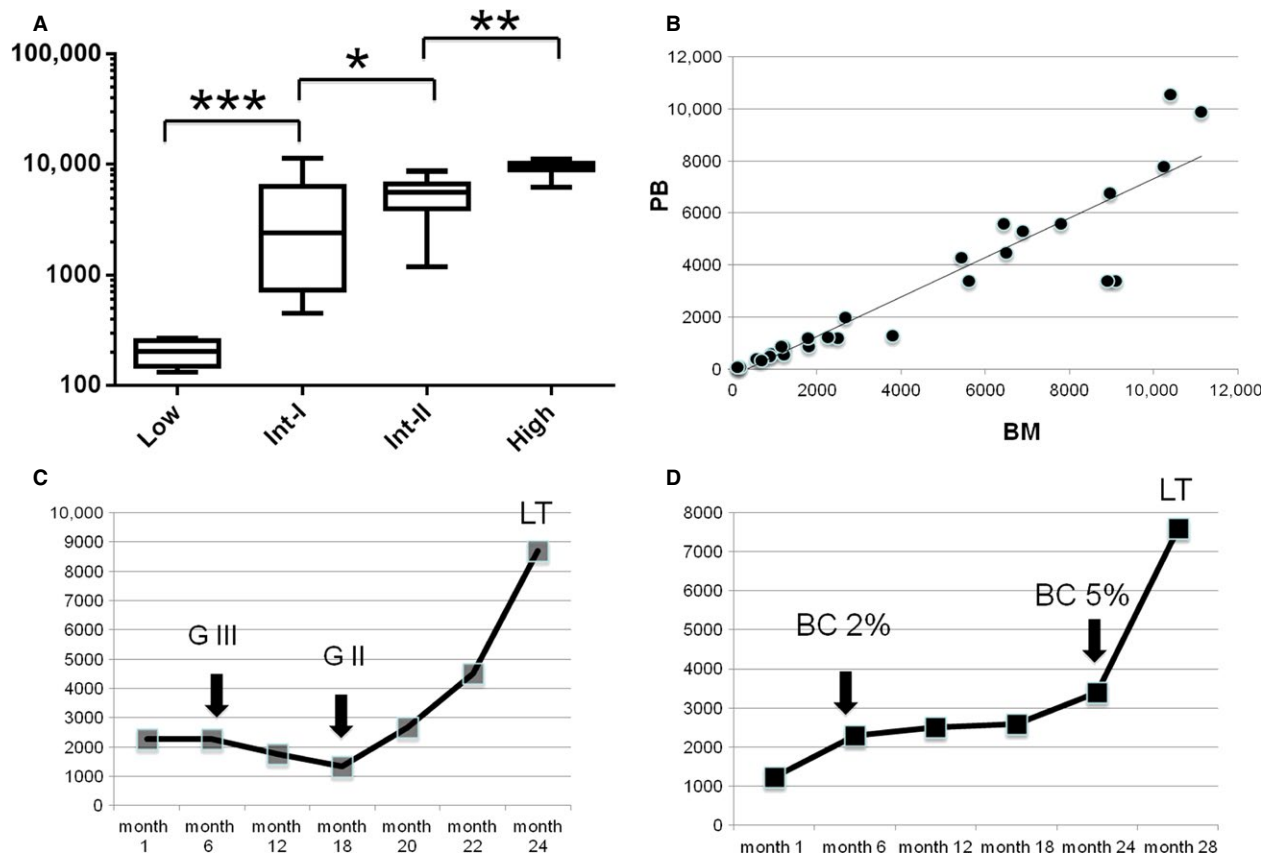 A
***
*
**
100,000
10,000
1000
100
Low
Int-I
Int-II
High
B
12,000
10,000
8000
6000
4000
2000
0
PB
0 2000 4000 6000 8000 10,000 12,000
BM
C
10,000
9000
8000
7000
6000
5000
4000
3000
2000
1000
0
G III
G II
LT
month month month month month month month
1 6 12 18 20 22 24
D
8000
7000
6000
5000
4000
3000
2000
1000
0
BC 2%
BC 5%
LT
month 1 month 6 month 12 month 18 month 24 month 28